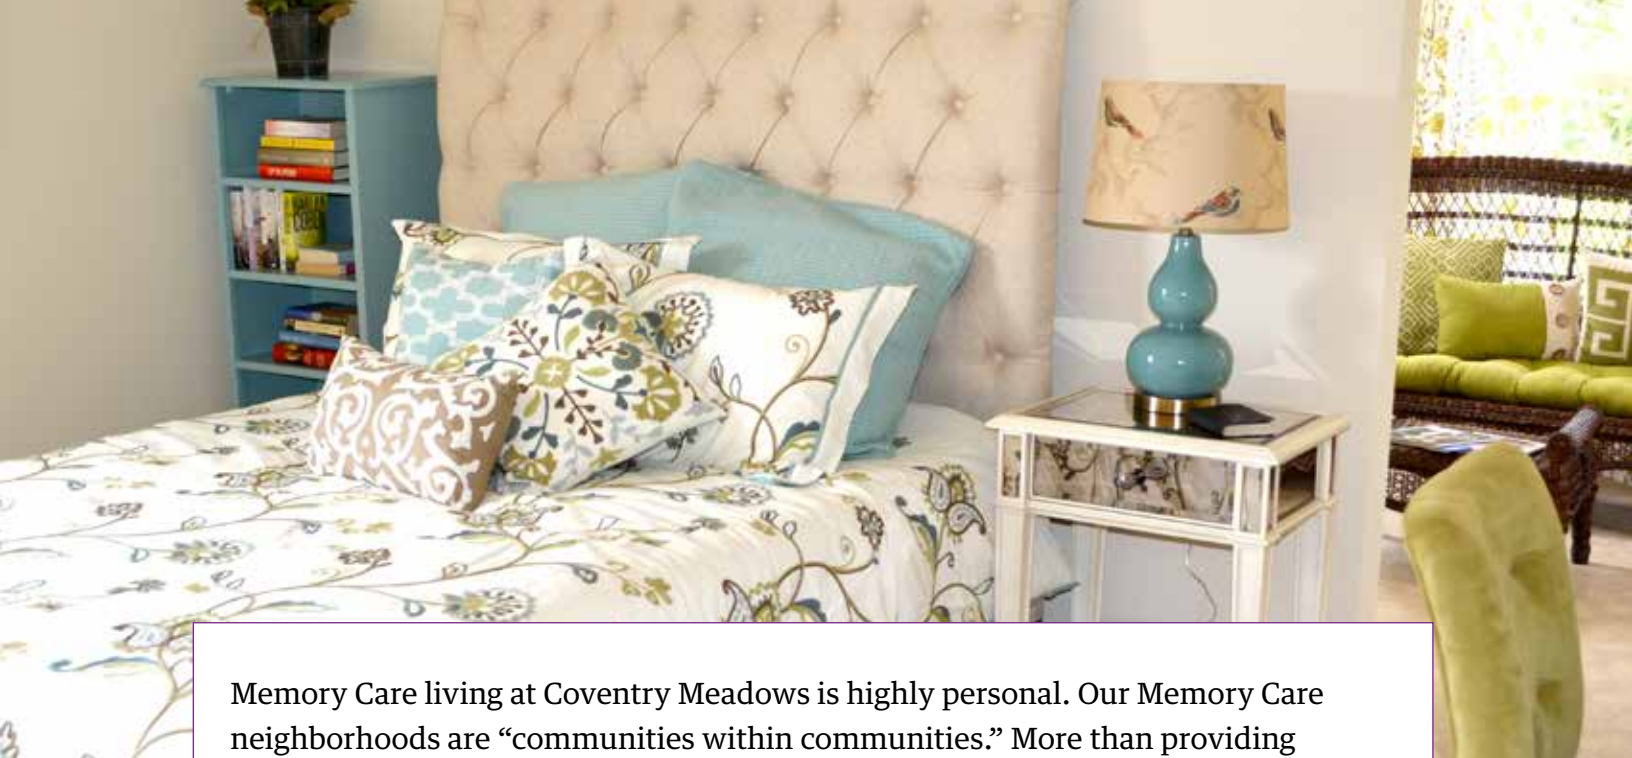 Memory Care living at Coventry Meadows is highly personal. Our Memory Care
neighborhoods are “communities within communities.” More than providing